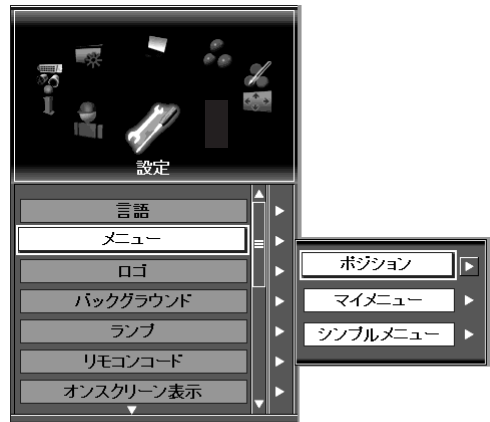 設定
言語
メニュー
ロゴ
バックグラウンド
ランプ
リモコンコード
オンスクリーン表示
ポジション
マイメニュー
シンプルメニュー